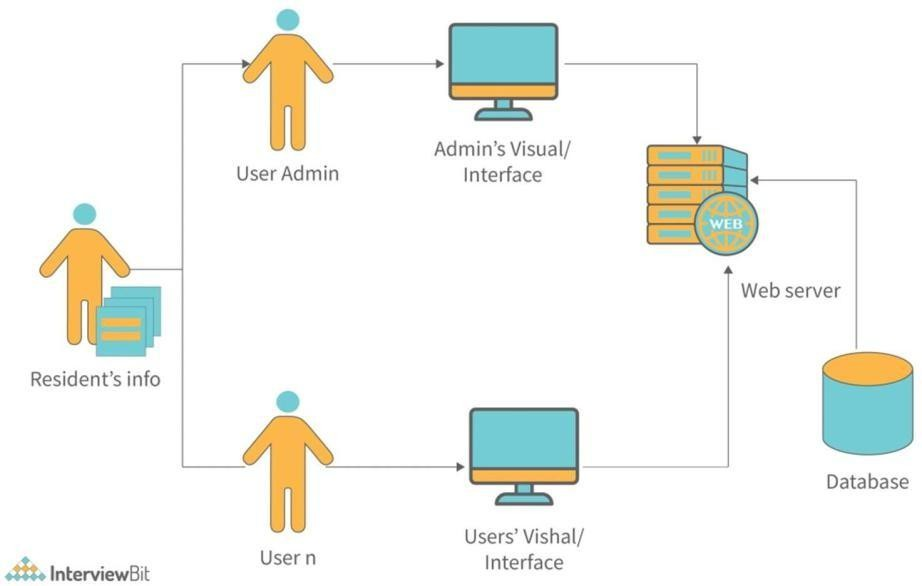 User Admin
Admin's Visual/
Interface
WEB
Web server
Resident's info
Database
User n
Users' Vishal/
Interface
InterviewBit